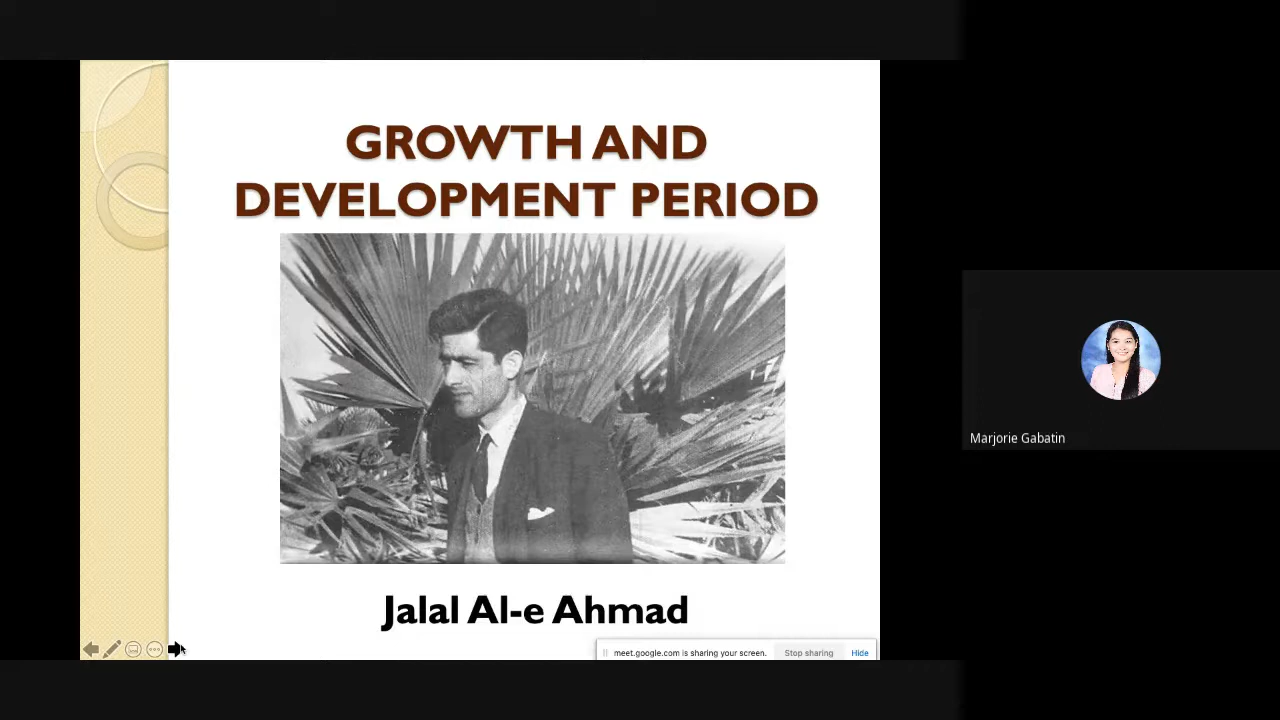 GROWTH AND
DEVELOPMENT PERIOD
Jalal Al-e Ahmad
meet.google.com is sharing your screen. Stop sharing Hide
Marjorie Gabatin